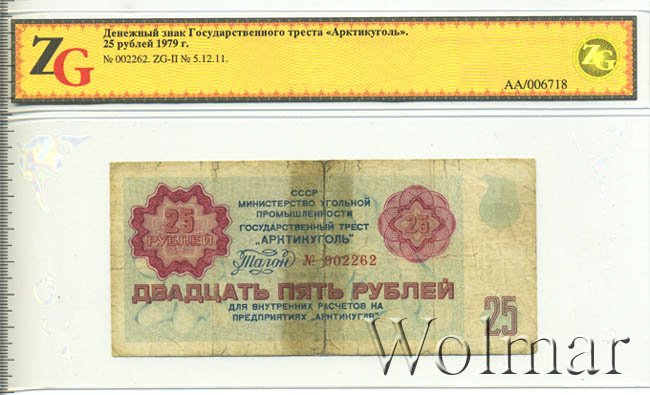 ZG
Денежный знак Государственного треста «Арктикуголь».
25 рублей 1979 г.
№ 002262. ZG-II № 5.12.11.
ZG
AA/006718
СССР
МИНИСТЕРСТВО УГОЛЬНОЙ
ПРОМЫШЛЕННОСТИ
ГОСУДАРСТВЕННЫЙ ТРЕСТ
„АРКТИКУГОЛЬ"
25
РУБЛЕЙ
25
Талон № 002262
ДВАДЦАТЬ ПЯТЬ РУБЛЕЙ
ДЛЯ ВНУТРЕННИХ РАСЧЕТОВ НА
ПРЕДПРИЯТИЯХ „АРКТИКУГЛЯ"
25
Wolmar